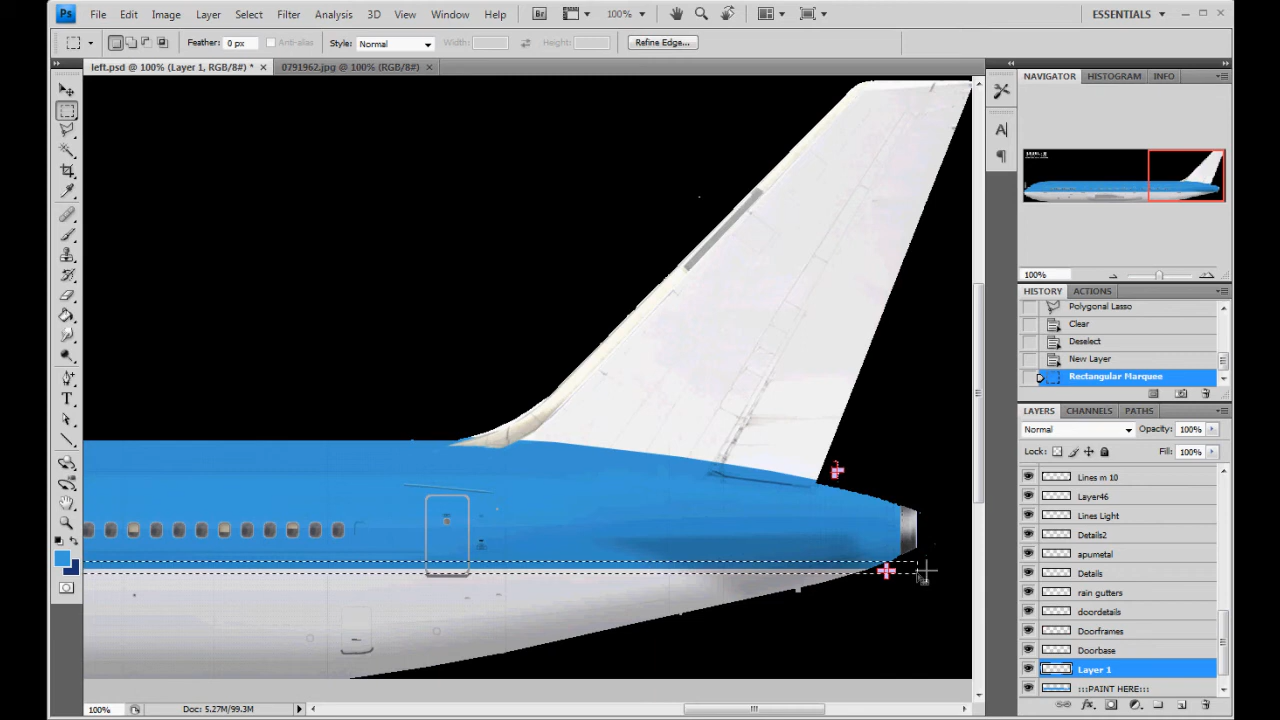 Ps File Edit Image Layer Select Filter Analysis 3D View Window Help Br 100% ESSENTIALS
Feather: 0 px Anti-alias Style: Normal Width: Height: Refine Edge...
left.psd @ 100% (Layer 1, RGB/8#) * × 0791962.jpg @ 100% (RGB/8#) ×
NAVIGATOR HISTOGRAM INFO
100%
HISTORY ACTIONS
Polygonal Lasso
Clear
Deselect
New Layer
Rectangular Marquee
LAYERS CHANNELS PATHS
Normal Opacity: 100%
Lock: Fill: 100%
Lines m 10
Layer46
Lines Light
Details2
apumetal
Details
rain gutters
doordetails
Doorframes
Doorbase
Layer 1
:::PAINT HERE:::
100% Doc: 5.27M/99.3M